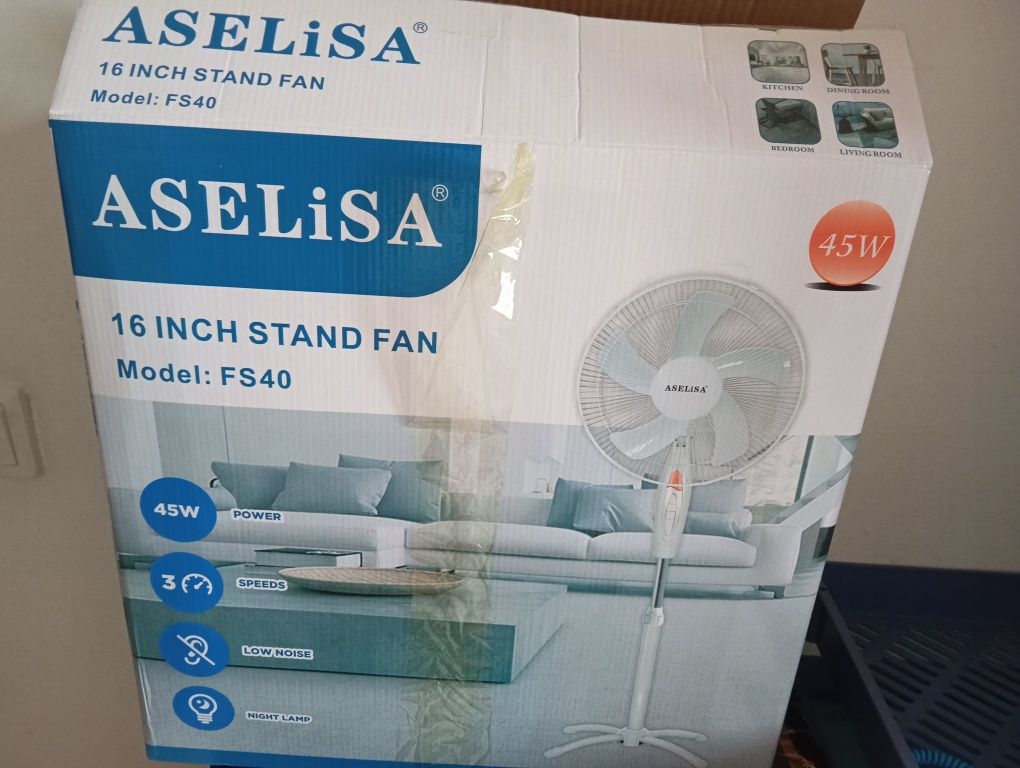 ASELiSA®
16 INCH STAND FAN
Model: FS40
KITCHEN
DINING ROOM
BEDROOM
LIVING ROOM
ASELiSA®
45W
16 INCH STAND FAN
Model: FS40
ASELiSA
45W
POWER
3
SPEEDS
LOW NOISE
NIGHT LAMP